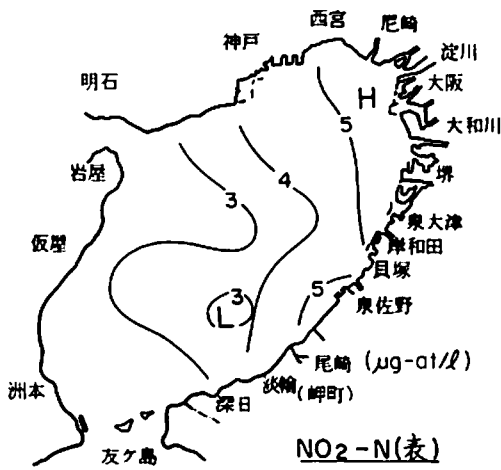 西宮
尼崎
神戸
淀川
大阪
明石
H
大和川
5
堺
岩屋
4
3
泉大津
仮屋
岸和田
貝塚
3
5
泉佐野
L
尾崎 (μg-at/l)
淡輪
(岬町)
洲本
深日
友ケ島
NO2-N(表)